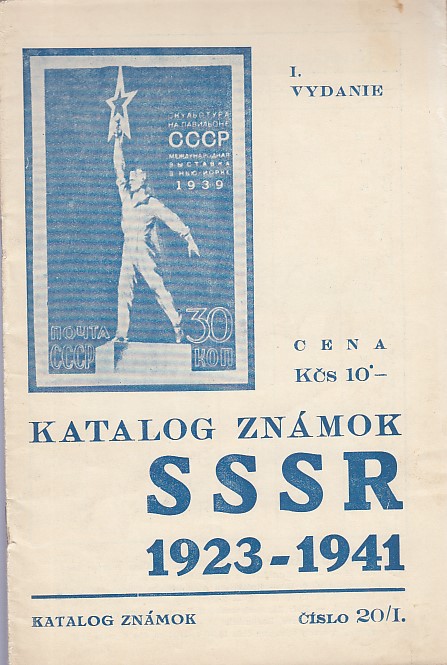 I.
VYDANIE
СКУЛЬПТУРА
НА ПАВИЛЬОНЕ
СССР
МЕЖДУНАРОДНАЯ
ВЫСТАВКА
В НЬЮ-ЙОРКЕ
1939
ПОЧТА
СССР
30
КОП
CENA
Kčs 10·–
KATALOG ZNÁMOK
SSSR
1923-1941
KATALOG ZNÁMOK ČÍSLO 20/I.